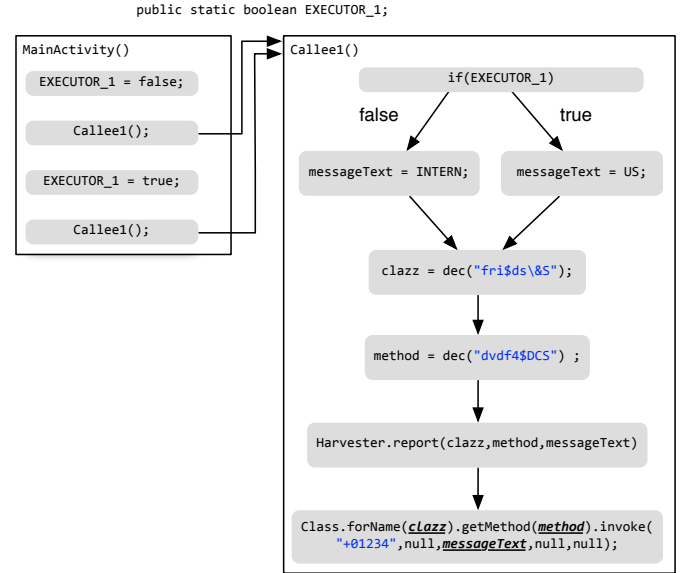 public static boolean EXECUTOR_1;
MainActivity()
EXECUTOR_1 = false;
Callee1();
EXECUTOR_1 = true;
Callee1();
Callee1()
if(EXECUTOR_1)
false
true
messageText = INTERN;
messageText = US;
clazz = dec("fri$ds\&S");
method = dec("dvdf4$DCS") ;
Harvester.report(clazz,method,messageText)
Class.forName(clazz).getMethod(method).invoke(
"+01234",null,messageText,null,null);